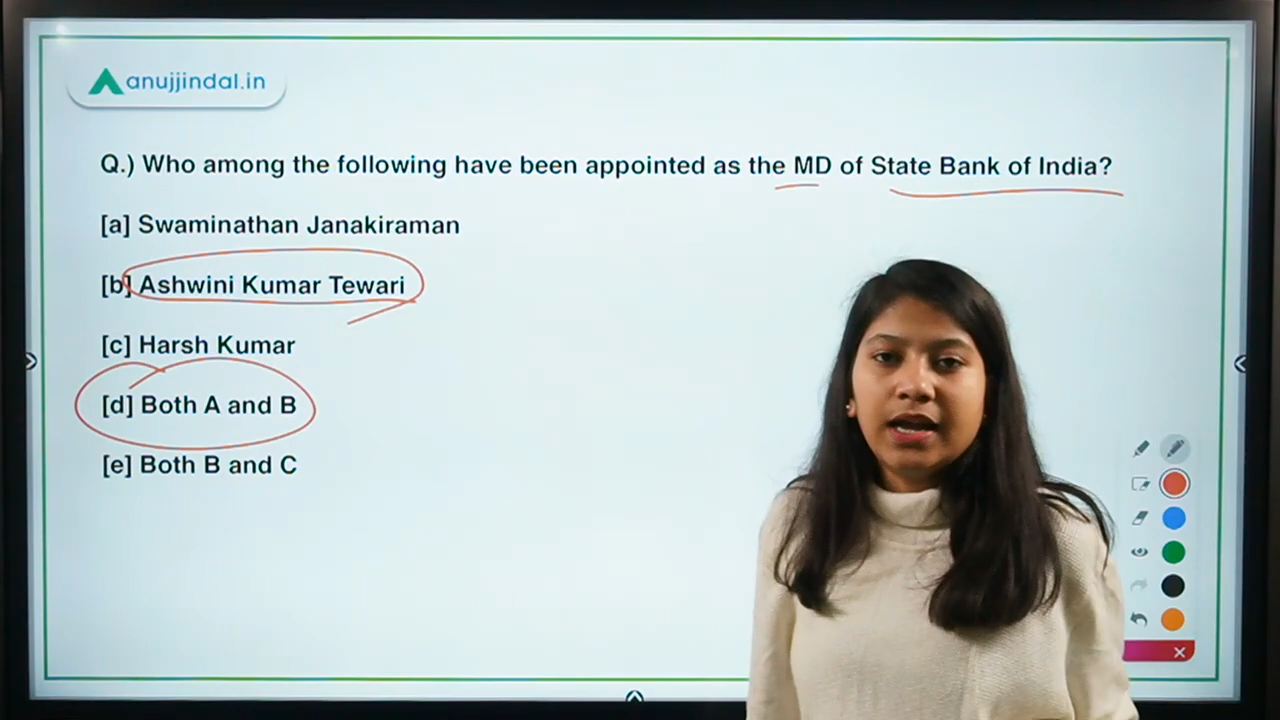 anujjindal.in
Q.) Who among the following have been appointed as the MD of State Bank of India?
[a] Swaminathan Janakiraman
[b] Ashwini Kumar Tewari
[c] Harsh Kumar
[d] Both A and B
[e] Both B and C